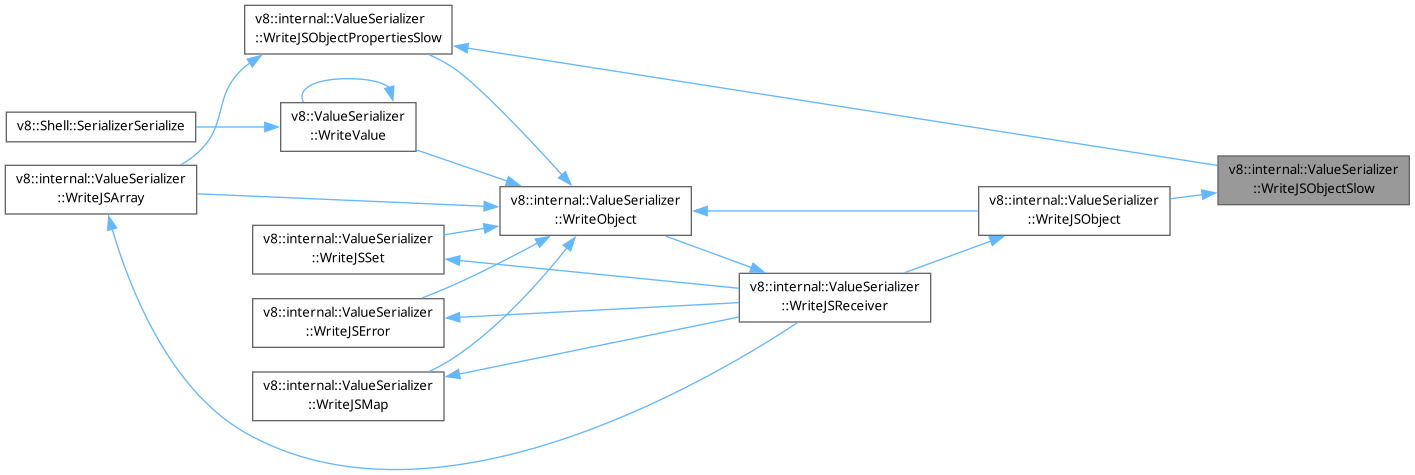 v8::internal::ValueSerializer
::WriteJSObjectPropertiesSlow
v8::Shell::SerializerSerialize
v8::ValueSerializer
::WriteValue
v8::internal::ValueSerializer
::WriteJSArray
v8::internal::ValueSerializer
::WriteObject
v8::internal::ValueSerializer
::WriteJSObject
v8::internal::ValueSerializer
::WriteJSObjectSlow
v8::internal::ValueSerializer
::WriteJSSet
v8::internal::ValueSerializer
::WriteJSReceiver
v8::internal::ValueSerializer
::WriteJSError
v8::internal::ValueSerializer
::WriteJSMap